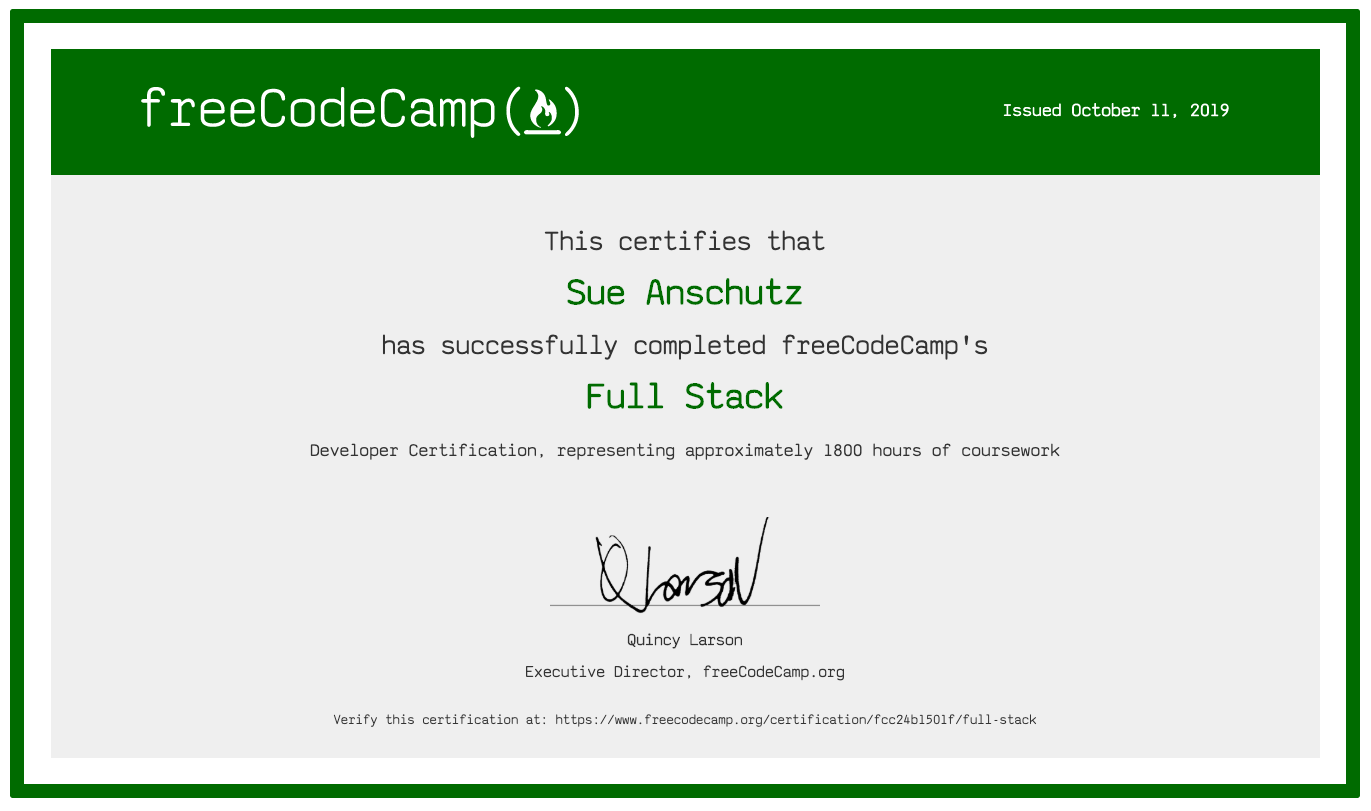 freeCodeCamp
Issued October 11, 2019
This certifies that
Sue Anschutz
has successfully completed freeCodeCamp's
Full Stack
Developer Certification, representing approximately 1800 hours of coursework
Q Larson
Quincy Larson
Executive Director, freeCodeCamp.org
Verify this certification at: https://www.freecodecamp.org/certification/fcc24b1501f/full-stack